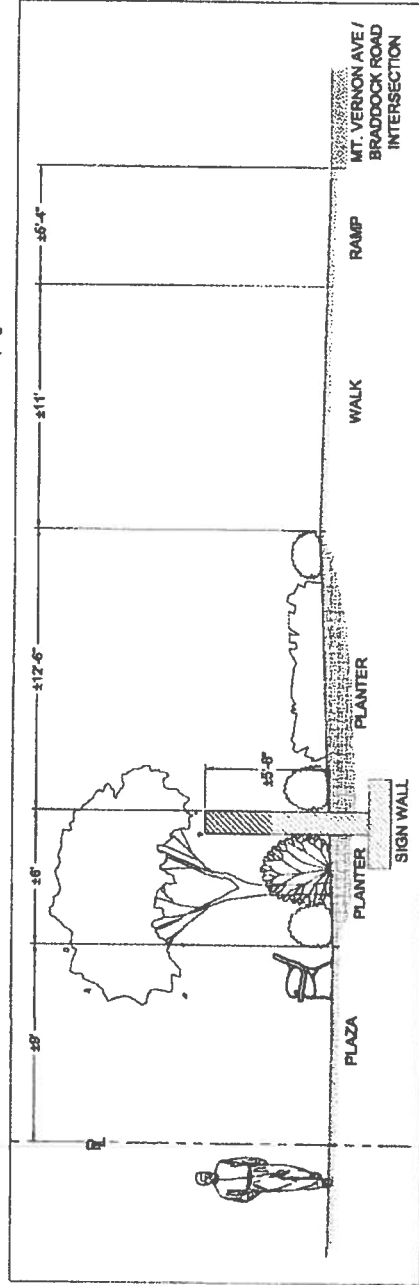 ±9'
±6'
±12'-6"
±11'
±5'-4"
±5'-8"
PLAZA
PLANTER
SIGN WALL
PLANTER
WALK
RAMP
MT. VERNON AVE /
BRADDOCK ROAD
INTERSECTION